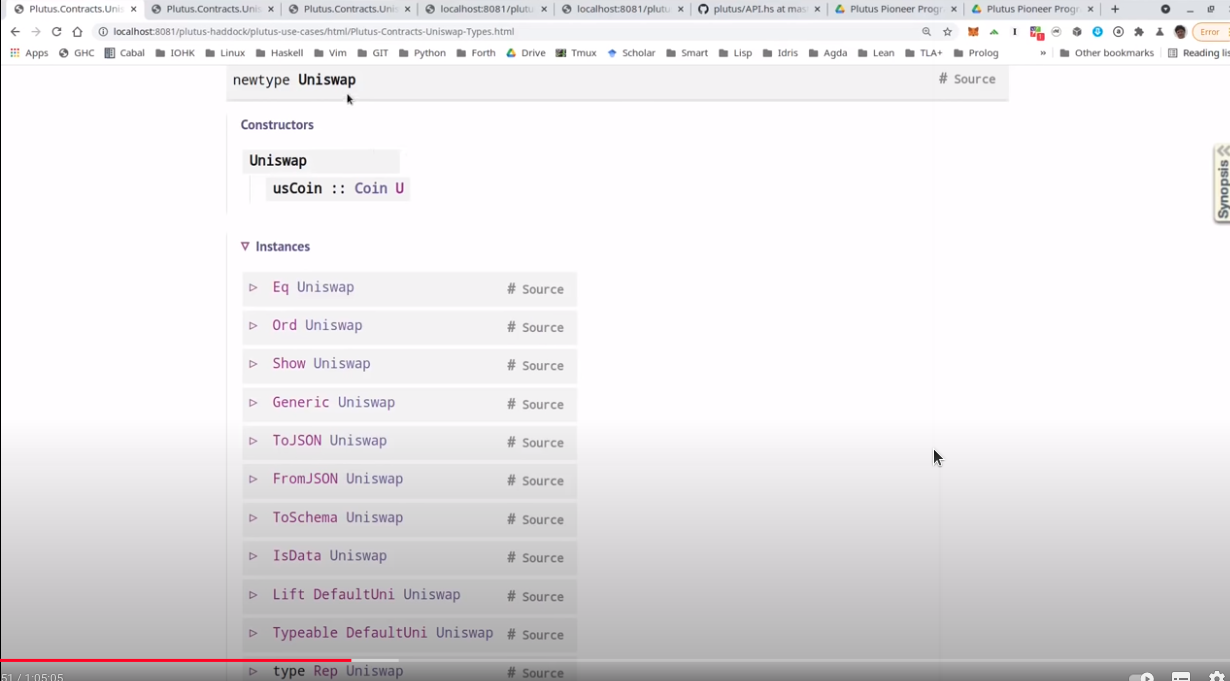 Plutus.Contracts.Unis Plutus.Contracts.Uni Plutus.Contracts.Uni localhost:8081/plutu localhost:8081/plutu plutus/API.hs at mas Plutus Pioneer Progr Plutus Pioneer Progr
localhost:8081/plutus-haddock/plutus-use-cases/html/Plutus-Contracts-Uniswap-Types.html Error
Apps GHC Cabal IOHK Linux Haskell Vim GIT Python Forth Drive Tmux Scholar Smart Lisp Idris Agda Lean TLA+ Prolog » Other bookmarks Reading lis
newtype Uniswap # Source
Constructors
Uniswap
usCoin :: Coin U
Synopsis
Instances
Eq Uniswap # Source
Ord Uniswap # Source
Show Uniswap # Source
Generic Uniswap # Source
ToJSON Uniswap # Source
FromJSON Uniswap # Source
ToSchema Uniswap # Source
IsData Uniswap # Source
Lift DefaultUni Uniswap # Source
Typeable DefaultUni Uniswap # Source
type Rep Uniswap # Source
51 / 1:05:05